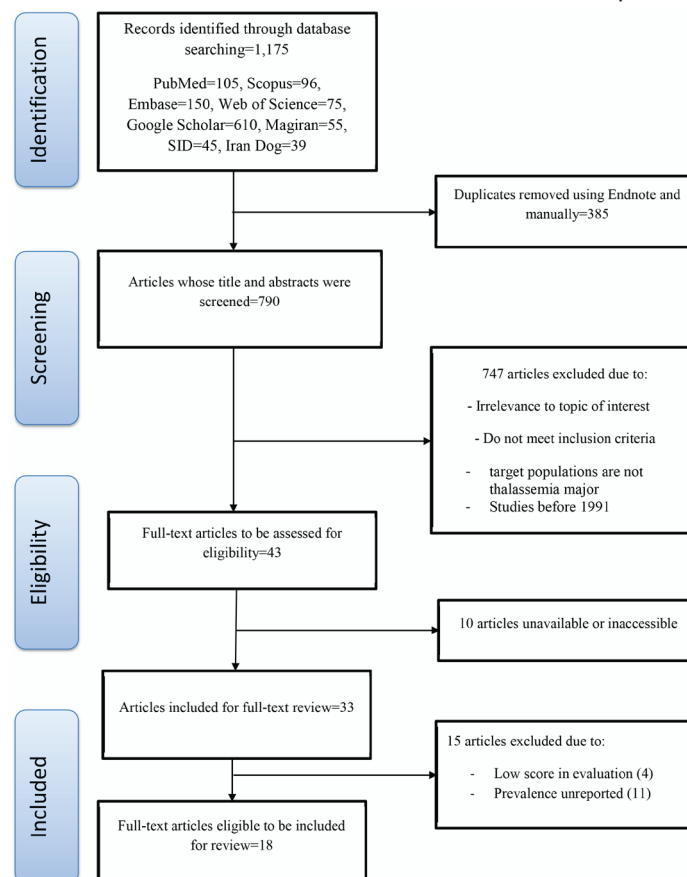 Identification
Records identified through database
searching=1,175
PubMed=105, Scopus=96,
Embase=150, Web of Science=75,
Google Scholar=610, Magiran=55,
SID=45, Iran Dog=39
Duplicates removed using Endnote and
manually=385
Screening
Articles whose title and abstracts were
screened=790
747 articles excluded due to:
- Irrelevance to topic of interest
- Do not meet inclusion criteria
- target populations are not
thalassemia major
- Studies before 1991
Eligibility
Full-text articles to be assessed for
eligibility=43
10 articles unavailable or inaccessible
Articles included for full-text review=33
Included
15 articles excluded due to:
- Low score in evaluation (4)
- Prevalence unreported (11)
Full-text articles eligible to be included
for review=18